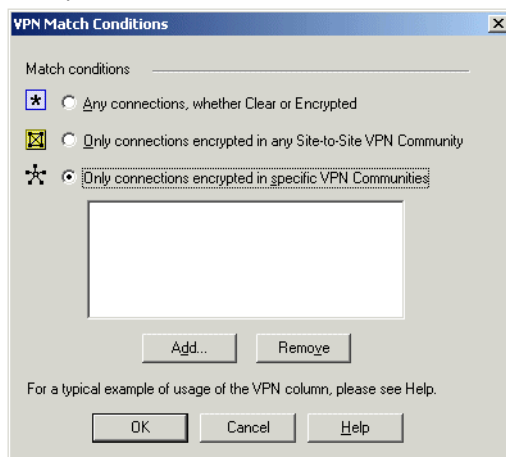 VPN Match Conditions
Match conditions
Any connections, whether Clear or Encrypted
Only connections encrypted in any Site-to-Site VPN Community
Only connections encrypted in specific VPN Communities
Add... Remove
For a typical example of usage of the VPN column, please see Help.
OK Cancel Help